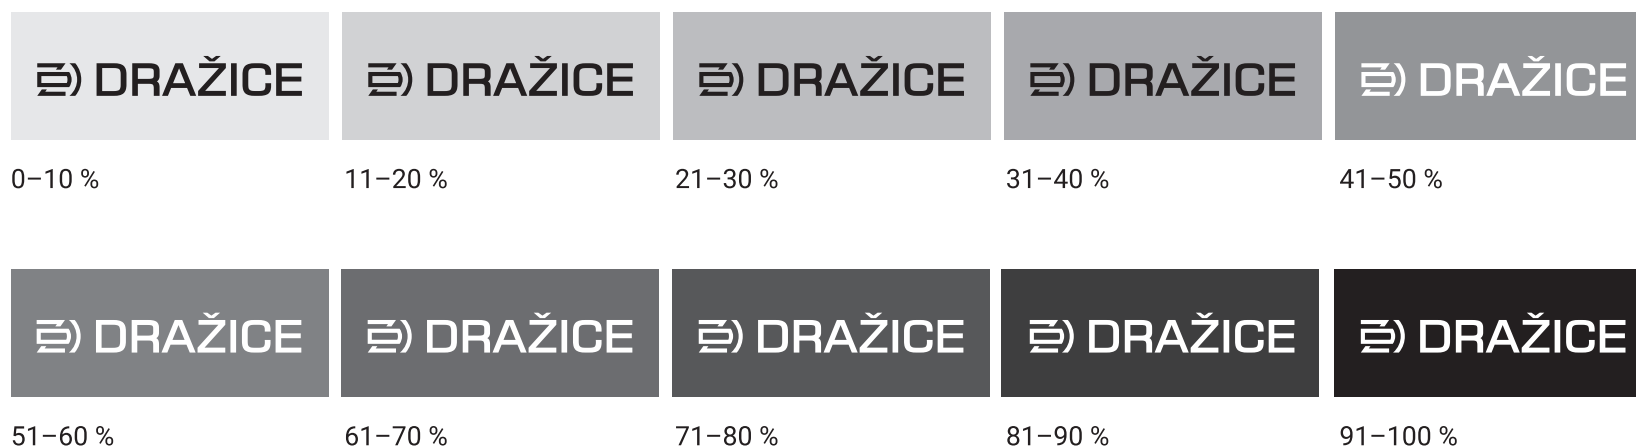 DRAŽICE DRAŽICE DRAŽICE DRAŽICE DRAŽICE
0–10 % 11–20 % 21–30 % 31–40 % 41–50 %
DRAŽICE DRAŽICE DRAŽICE DRAŽICE DRAŽICE
51–60 % 61–70 % 71–80 % 81–90 % 91–100 %